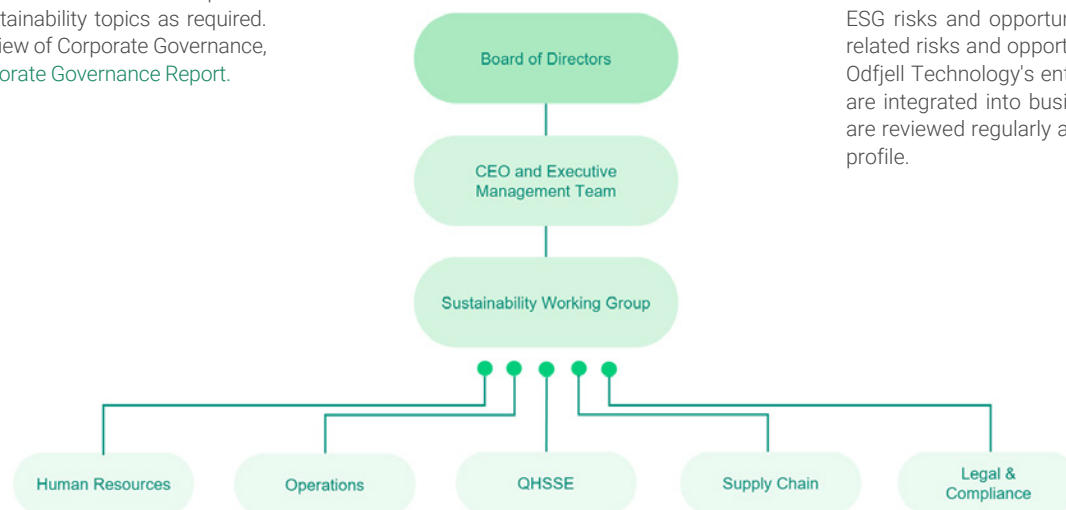 stainability topics as required.
view of Corporate Governance,
orate Governance Report.
Board of Directors
CEO and Executive
Management Team
Sustainability Working Group
Human Resources
Operations
QHSSE
Supply Chain
Legal &
Compliance
ESG risks and opportu
related risks and opport
Odfjell Technology's ent
are integrated into busi
are reviewed regularly a
profile.